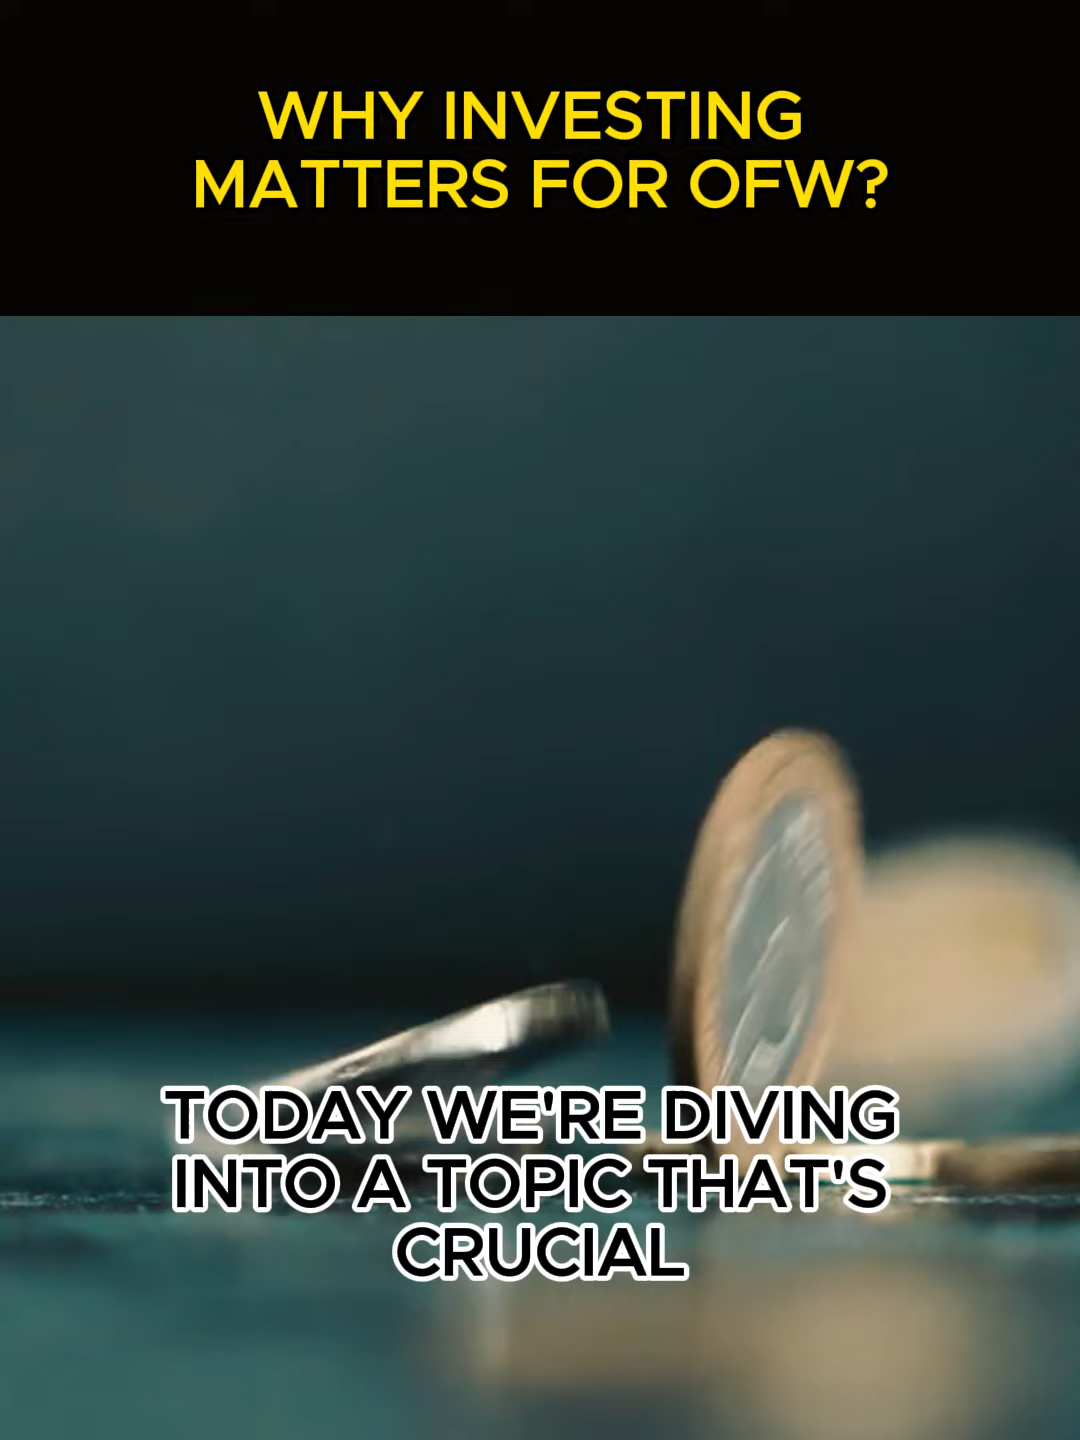 WHY INVESTING
MATTERS FOR OFW?
TODAY WE'RE DIVING
INTO A TOPIC THAT'S
CRUCIAL